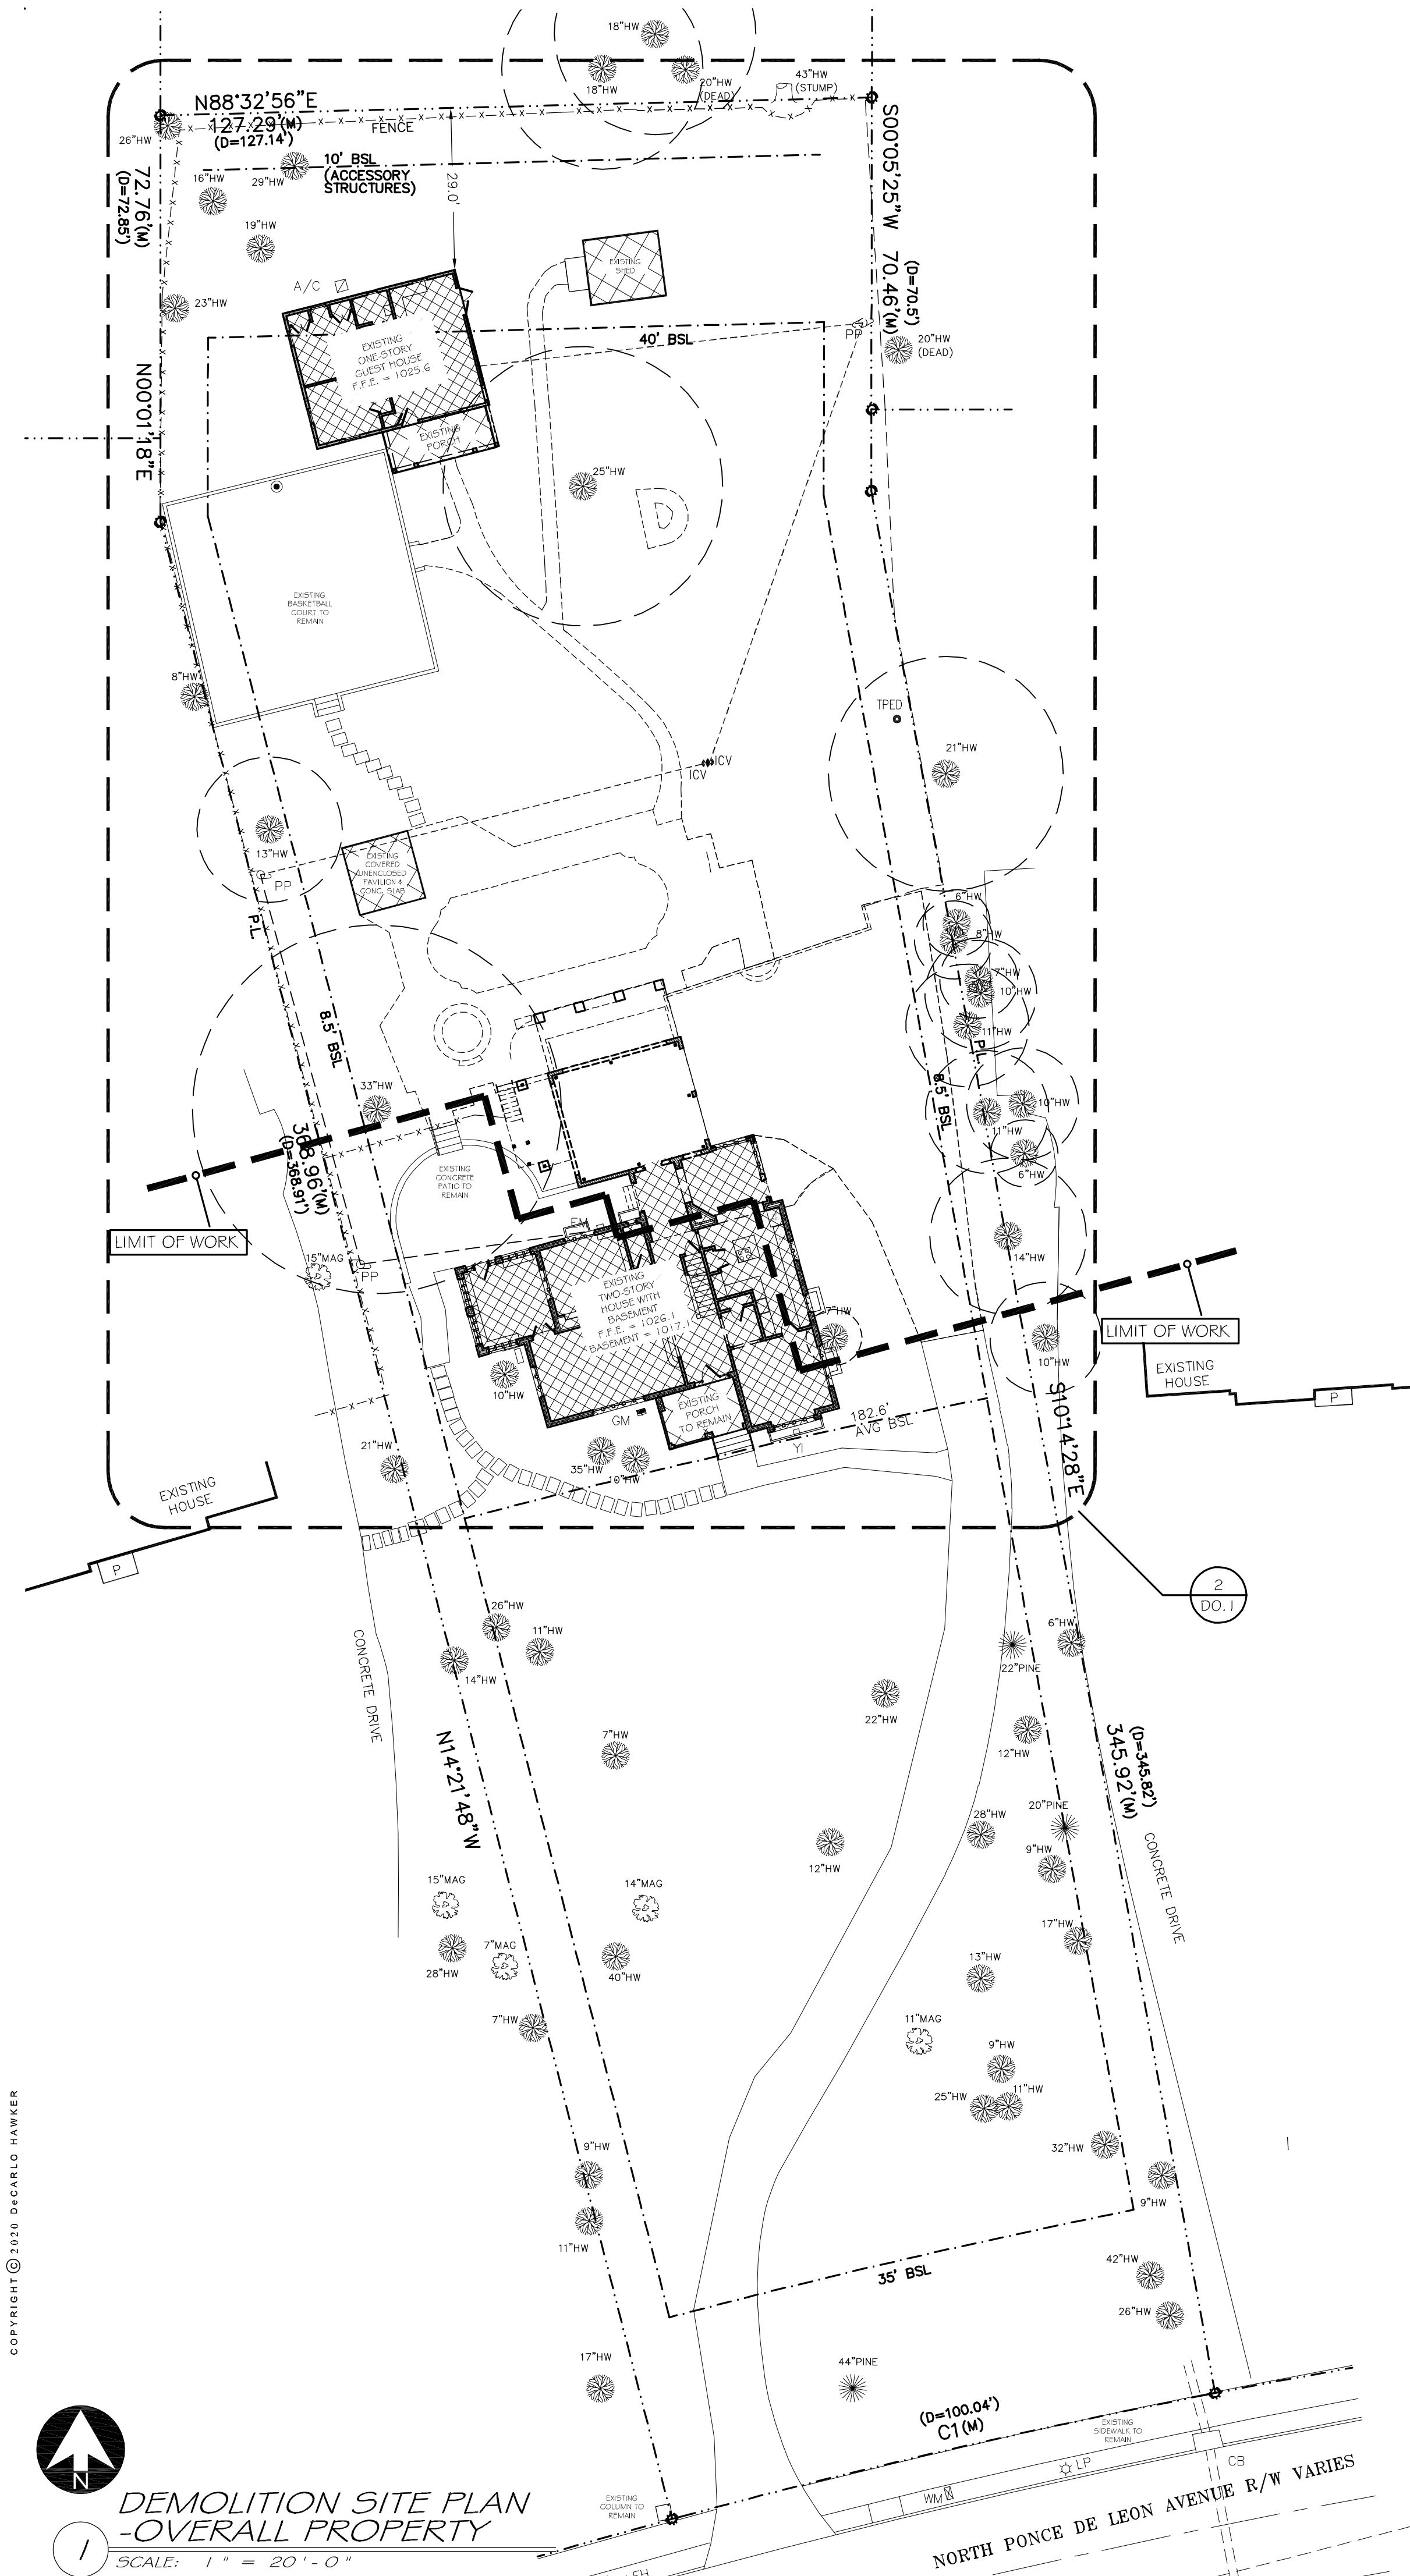 18"HW
18"HW
20"HW
(DEAD)
43"HW
(STUMP)
N88°32'56"E
127.29'(M)
(D=127.14')
FENCE
26"HW
10' BSL
(ACCESSORY
STRUCTURES)
29"HW
16"HW
19"HW
29.0'
72.76'(M)
(D=72.85')
S00°05'25"W 70.46'(M)
(D=70.5')
EXISTING
SHED
A/C
23"HW
40' BSL
PP
20"HW
(DEAD)
EXISTING
ONE-STORY
GUEST HOUSE
F.F.E. = 1025.6
N00°01'18"E
EXISTING
PORCH
25"HW
D
EXISTING
BASKETBALL
COURT TO
REMAIN
8"HW
TPED
21"HW
ICV
ICV
13"HW
PP
EXISTING
COVERED
UNENCLOSED
PAVILION &
CONC. SLAB
P.L
6"HW
8"HW
7"HW
10"HW
11"HW
P.L
8.5' BSL
8.5' BSL
33"HW
10"HW
11"HW
6"HW
368.96'(M)
(D=368.91')
EXISTING
CONCRETE
PATIO TO
REMAIN
LIMIT OF WORK
EM
14"HW
15"MAG
PP
EXISTING
TWO-STORY
HOUSE WITH
BASEMENT
F.F.E. = 1026.1
BASEMENT = 1017.1
7"HW
LIMIT OF WORK
10"HW
EXISTING
HOUSE
P
10"HW
EXISTING
PORCH
TO REMAIN
GM
YI
182.6'
AVG BSL
S10°14'28"E
21"HW
35"HW
10"HW
EXISTING
HOUSE
P
2
DO.1
26"HW
11"HW
14"HW
6"HW
22"PINE
CONCRETE DRIVE
22"HW
12"HW
7"HW
N14°21'48"W
(D=345.82')
345.92'(M)
20"PINE
28"HW
12"HW
9"HW
CONCRETE DRIVE
15"MAG
14"MAG
17"HW
7"MAG
28"HW
40"HW
13"HW
7"HW
11"MAG
9"HW
25"HW
11"HW
32"HW
9"HW
9"HW
11"HW
42"HW
35' BSL
26"HW
17"HW
44"PINE
(D=100.04')
C1(M)
EXISTING
SIDEWALK TO
REMAIN
LP
CB
WM
EXISTING
COLUMN TO
REMAIN
NORTH PONCE DE LEON AVENUE R/W VARIES
FH
COPYRIGHT © 2020 DeCARLO HAWKER
N
1
DEMOLITION SITE PLAN
-OVERALL PROPERTY
SCALE: 1" = 20'-0"